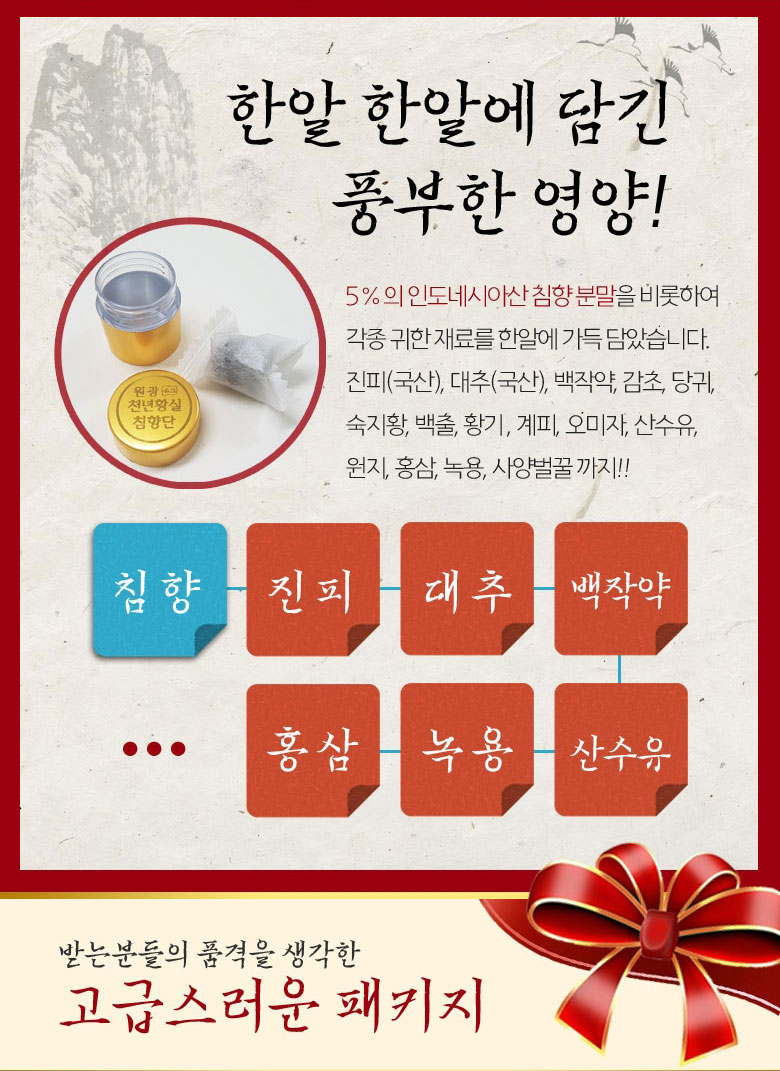 한알 한알에 담긴
풍부한 영양!
5% 의 인도네시아산 침향 분말을 비롯하여
각종 귀한 재료를 한알에 가득 담았습니다.
진피(국산), 대추(국산), 백작약, 감초, 당귀,
숙지황, 백출, 황기, 계피, 오미자, 산수유,
원지, 홍삼, 녹용, 사양벌꿀 까지!!
원광
천년황실
침향단
침향
진피
대추
백작약
홍삼
녹용
산수유
받는분들의 품격을 생각한
고급스러운 패키지